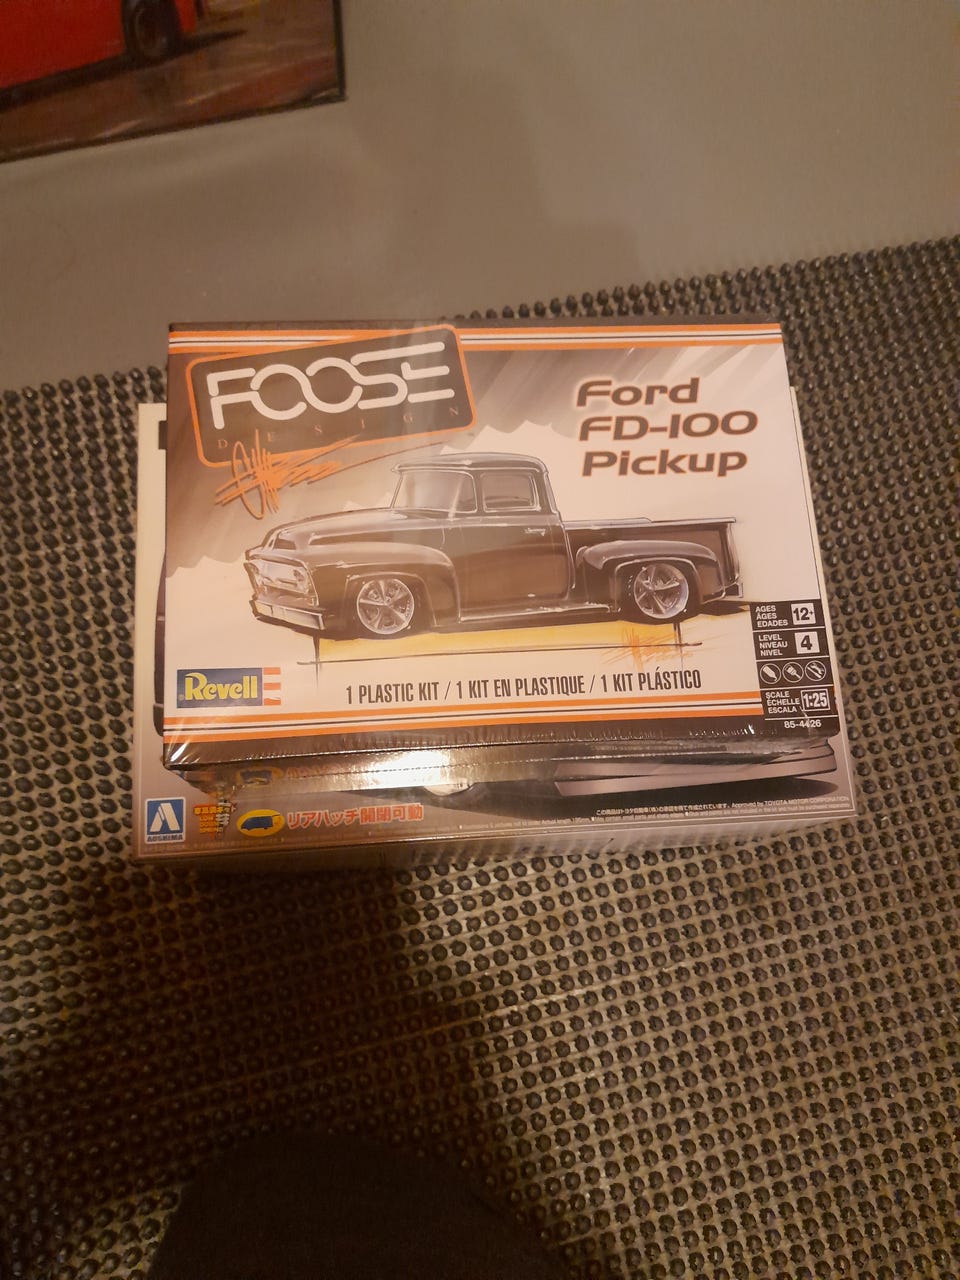 FOOSE
DESIGN
Ford
FD-100
Pickup
AGES
ÂGES
EDADES
12+
LEVEL
NIVEAU
NIVEL
4
SCALE
ÉCHELLE
ESCALA
1:25
85-4426
Revell
1 PLASTIC KIT / 1 KIT EN PLASTIQUE / 1 KIT PLÁSTICO
AOSHIMA
リアハッチ開閉可動
Approved by TOYOTA MOTOR CORPORATION